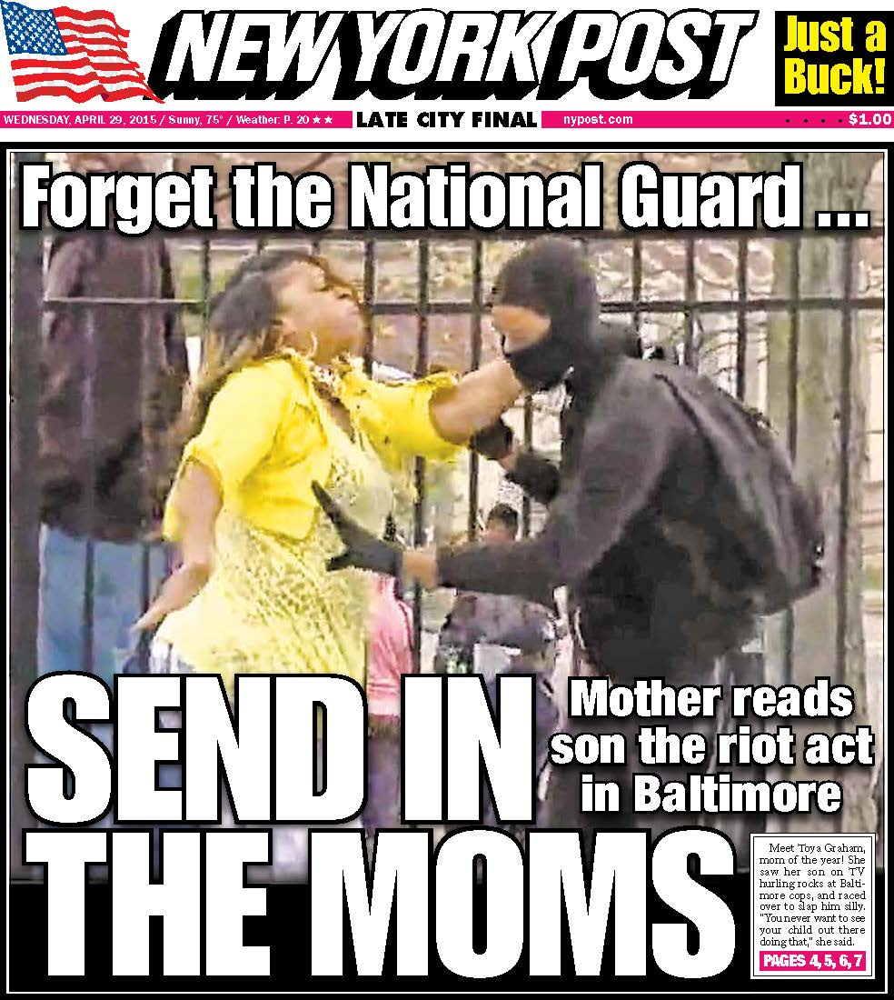 NEW YORK POST
Just a
Buck!
WEDNESDAY, APRIL 29, 2015 / Sunny, 75° / Weather: P. 20 ★★
LATE CITY FINAL
nypost.com
. . . . $1.00
Forget the National Guard ...
SEND IN
THE MOMS
Mother reads
son the riot act
in Baltimore
Meet Toya Graham,
mom of the year! She
saw her son on TV
hurling rocks at Balti-
more cops, and raced
over to slap him silly.
"You never want to see
your child out there
doing that," she said.
PAGES 4, 5, 6, 7